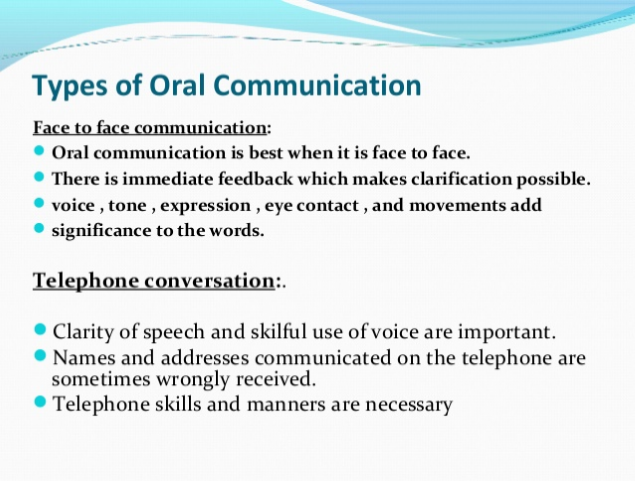 Types of Oral Communication
Face to face communication:
Oral communication is best when it is face to face.
There is immediate feedback which makes clarification possible.
voice , tone , expression , eye contact , and movements add
significance to the words.
Telephone conversation:.
Clarity of speech and skilful use of voice are important.
Names and addresses communicated on the telephone are
sometimes wrongly received.
Telephone skills and manners are necessary